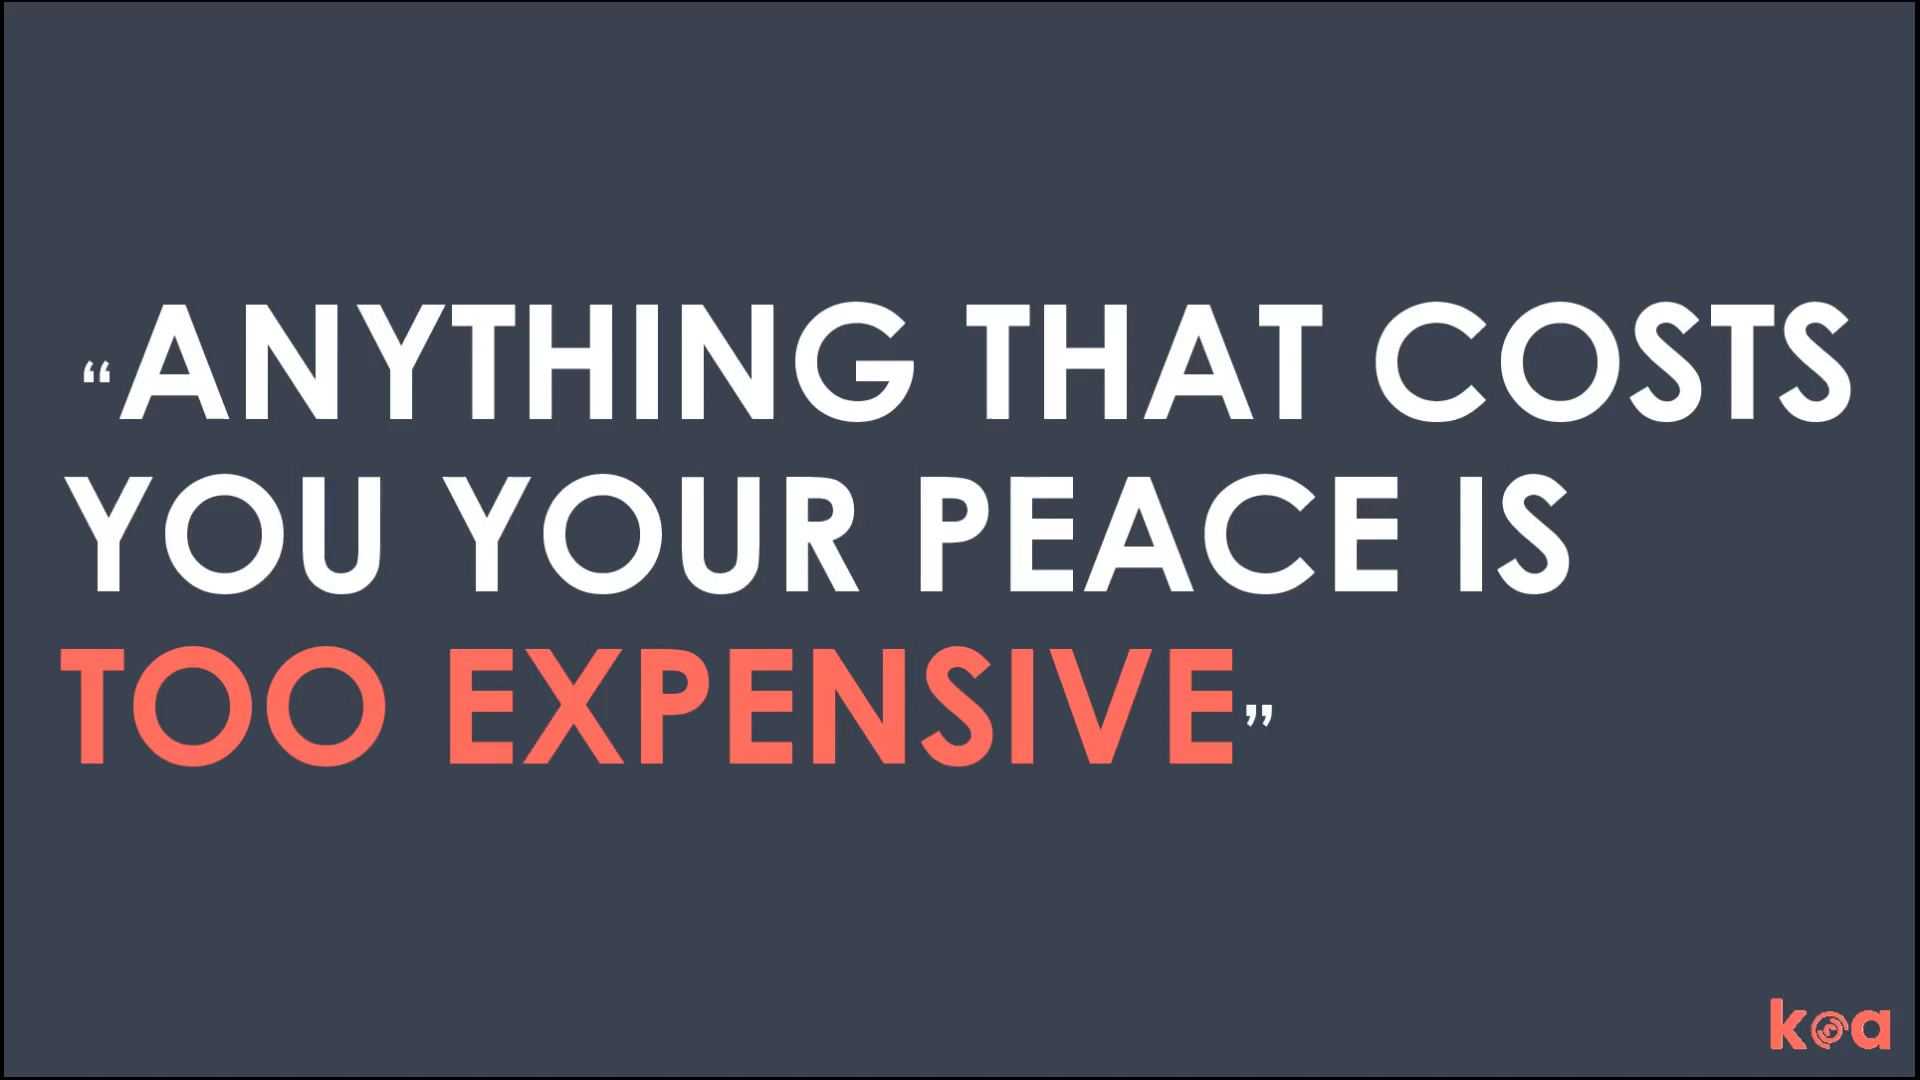 “ANYTHING THAT COSTS
YOU YOUR PEACE IS
TOO EXPENSIVE”
koa